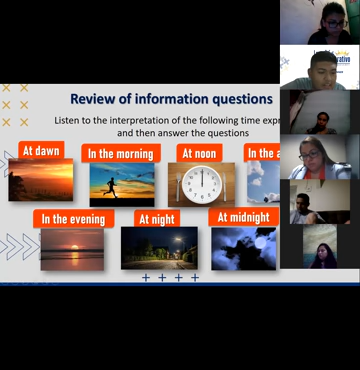 Review of information questions
Listen to the interpretation of the following time expr
and then answer the questions
At dawn
In the morning
At noon
In the a
In the evening
At night
At midnight